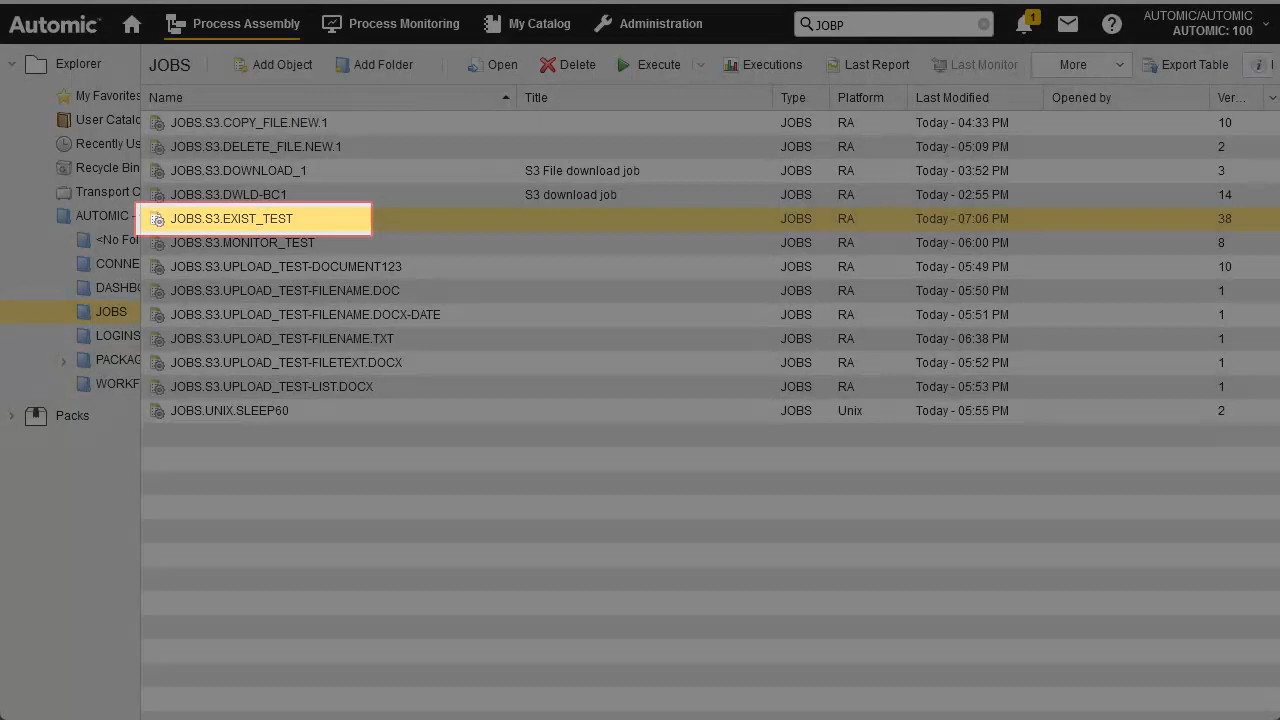 Automic
Process Assembly
Process Monitoring
My Catalog
Administration
JOBP
1
AUTOMIC/AUTOMIC
AUTOMIC: 100
Explorer
JOBS
Add Object
Add Folder
Open
Delete
Execute
Executions
Last Report
Last Monitor
More
Export Table
My Favorites
User Catalo
Recently Us
Recycle Bin
Transport C
AUTOMIC -
<No Fol
CONNE
DASHBO
JOBS
LOGINS
PACKAG
WORKF
Packs
Name Title Type Platform Last Modified Opened by Ver...
JOBS.S3.COPY_FILE.NEW.1 JOBS RA Today - 04:33 PM 10
JOBS.S3.DELETE_FILE.NEW.1 JOBS RA Today - 05:09 PM 2
JOBS.S3.DOWNLOAD_1 S3 File download job JOBS RA Today - 03:52 PM 3
JOBS.S3.DWLD-BC1 S3 download job JOBS RA Today - 02:55 PM 14
JOBS.S3.EXIST_TEST JOBS RA Today - 07:06 PM 38
JOBS.S3.MONITOR_TEST JOBS RA Today - 06:00 PM 8
JOBS.S3.UPLOAD_TEST-DOCUMENT123 JOBS RA Today - 05:49 PM 10
JOBS.S3.UPLOAD_TEST-FILENAME.DOC JOBS RA Today - 05:50 PM 1
JOBS.S3.UPLOAD_TEST-FILENAME.DOCX-DATE JOBS RA Today - 05:51 PM 1
JOBS.S3.UPLOAD_TEST-FILENAME.TXT JOBS RA Today - 06:38 PM 1
JOBS.S3.UPLOAD_TEST-FILETEXT.DOCX JOBS RA Today - 05:52 PM 1
JOBS.S3.UPLOAD_TEST-LIST.DOCX JOBS RA Today - 05:53 PM 1
JOBS.UNIX.SLEEP60 JOBS Unix Today - 05:55 PM 2